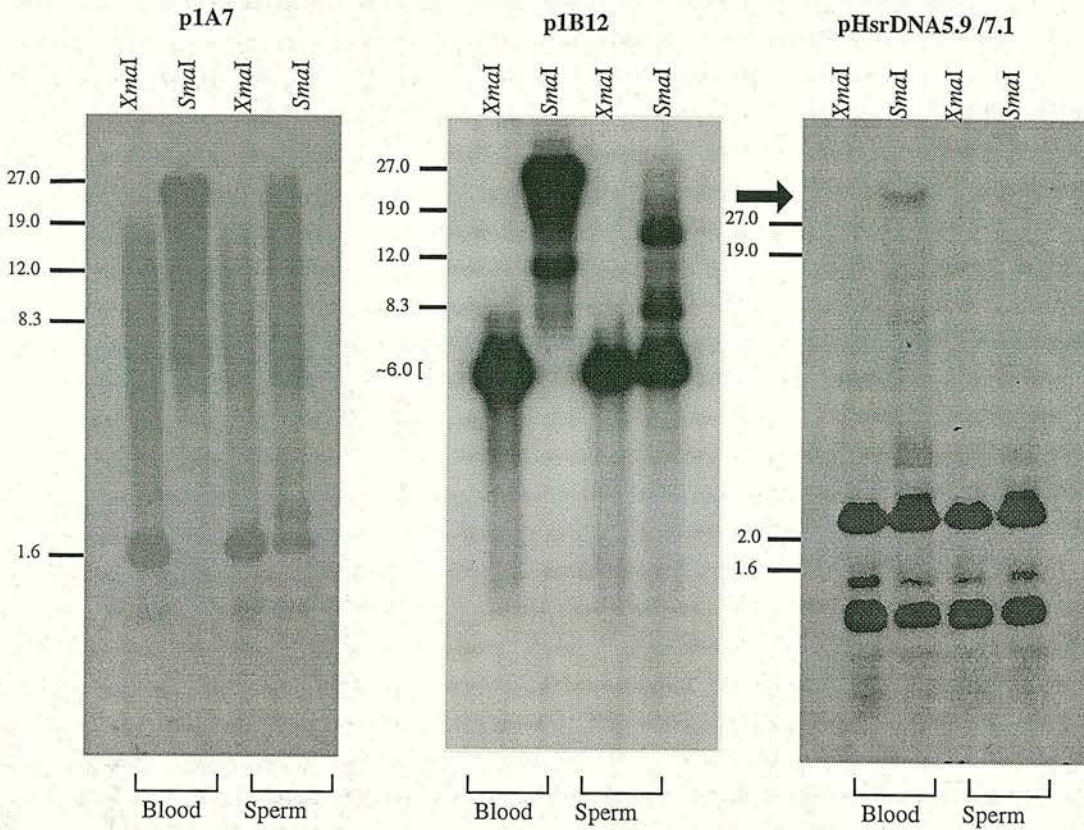 p1A7
XmaI
SmaI
XmaI
SmaI
27.0
19.0
12.0
8.3
1.6
Blood
Sperm
p1B12
XmaI
SmaI
XmaI
SmaI
27.0
19.0
12.0
8.3
~6.0 [
Blood
Sperm
pHsrDNA5.9 /7.1
XmaI
SmaI
XmaI
SmaI
27.0
19.0
2.0
1.6
Blood
Sperm